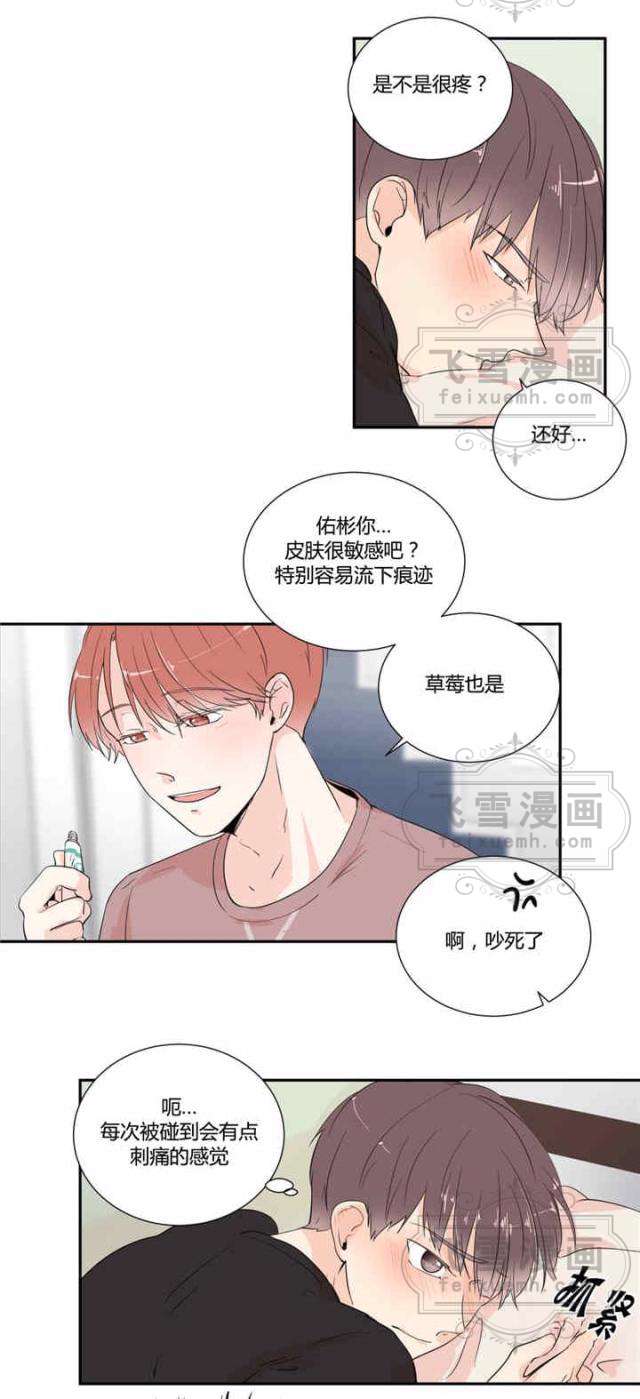 是不是很疼？
飞雪漫画
feixuemh.com
还好...
佑彬你...
皮肤很敏感吧？
特别容易流下痕迹
草莓也是
飞雪漫画
feixuemh.com
啊，吵死了
呃...
每次被碰到会有点
刺痛的感觉
飞雪漫画
feixuemh.com
抓紧